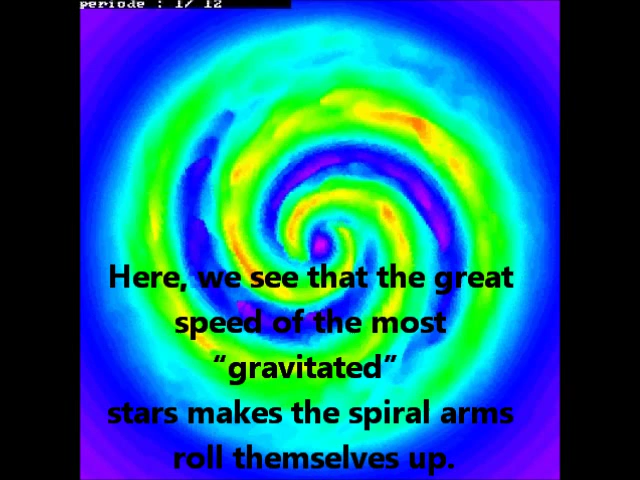 periode : 1/ 12
Here, we see that the great
speed of the most
“gravitated”
stars makes the spiral arms
roll themselves up.